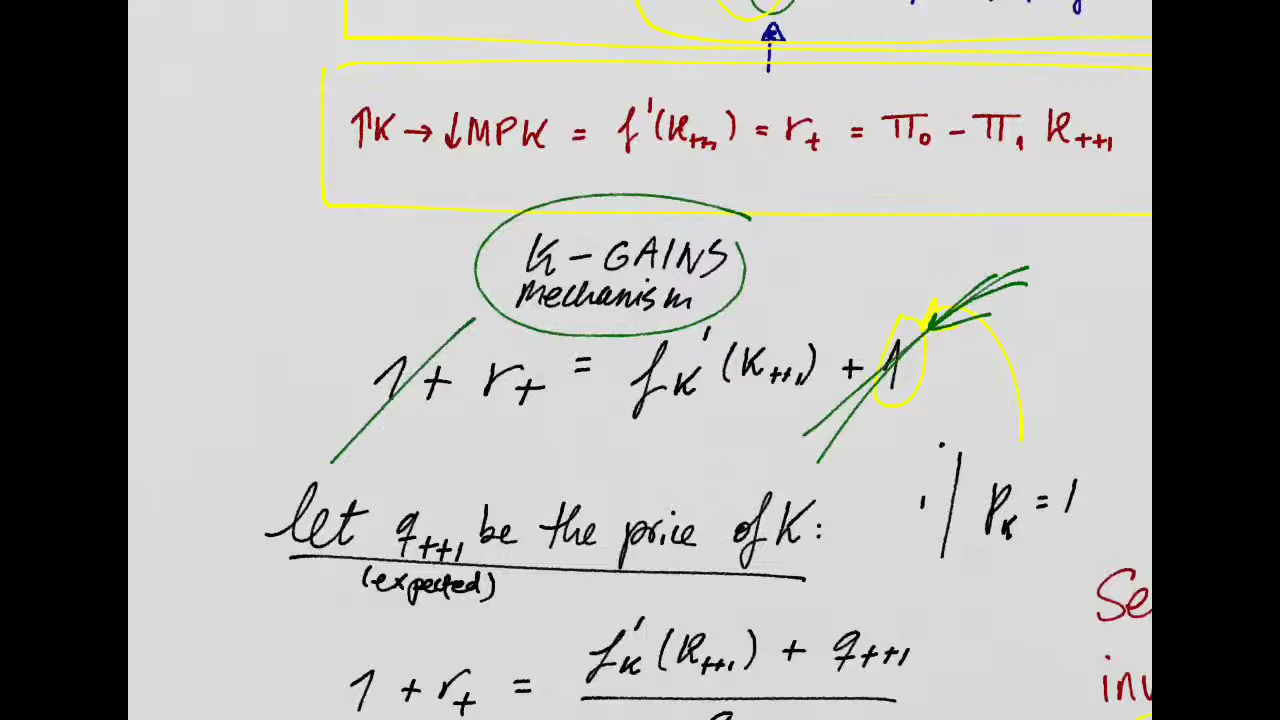 ↑K → ↓MPK = f'(K_{t+1}) = r_t = Π_0 - Π_1 K_{t+1}
K-GAINS
mechanism
1 + r_t = f_K'(K_{t+1}) + 1
let q_{t+1} be the price of K: | P_K = 1
(expected)
1 + r_t = f_K'(K_{t+1}) + q_{t+1}